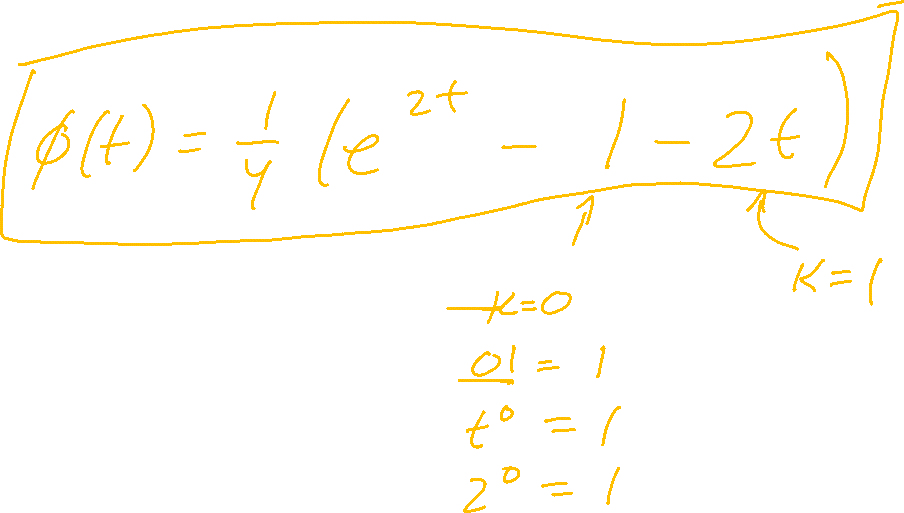 ϕ(t) = 1/4 (e^{2t} - 1 - 2t)
k=1
k=0
0! = 1
t^0 = 1
2^0 = 1